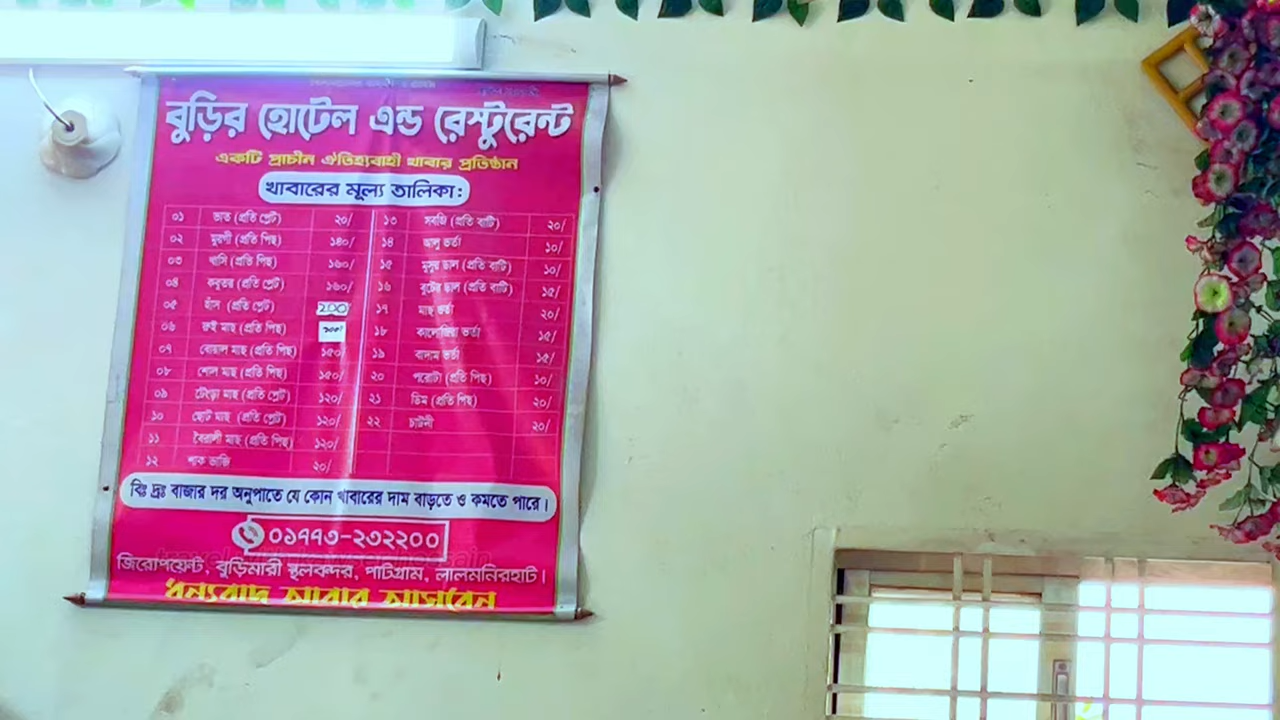 বুড়ির হোটেল এন্ড রেস্টুরেন্ট
একটি প্রাচীন ঐতিহ্যবাহী খাবার প্রতিষ্ঠান
খাবারের মূল্য তালিকা:
০১ ভাত (প্রতি প্লেট) ২০/
০২ মুরগী (প্রতি পিছ) ১৪০/
০৩ খাসি (প্রতি পিছ) ১৬০/
০৪ কবুতর (প্রতি প্লেট) ১৬০/
০৫ হাঁস (প্রতি প্লেট) 200/
০৬ রুই মাছ (প্রতি পিছ)
০৭ বোয়াল মাছ (প্রতি পিছ) ১৫০/
০৮ শোল মাছ (প্রতি পিছ) ১৫০/
০৯ টেংড়া মাছ (প্রতি প্লেট) ১২০/
১০ ছোট মাছ (প্রতি প্লেট) ১২০/
১১ বৈরালী মাছ (প্রতি পিছ) ১২০/
১২ শাক ভাজি ২০/
১৩ সবজি (প্রতি বাটি) ২০/
১৪ আলু ভর্তা ১০/
১৫ মুসুর ডাল (প্রতি বাটি) ১০/
১৬ বুটের ডাল (প্রতি বাটি) ১৫/
১৭ মাছ ভর্তা ২০/
১৮ কালোজিরা ভর্তা ১৫/
১৯ বাদাম ভর্তা ১৫/
২০ পরোটা (প্রতি পিছ) ১০/
২১ ডিম (প্রতি পিছ) ২০/
২২ চাটনী ২০/
বিঃ দ্রঃ বাজার দর অনুপাতে যে কোন খাবারের দাম বাড়তে ও কমতে পারে।
০১৭৭৩-২৩২২০০
জিরোপয়েন্ট, বুড়িমারী স্থলবন্দর, পাটগ্রাম, লালমনিরহাট।
ধন্যবাদ আবার আসবেন